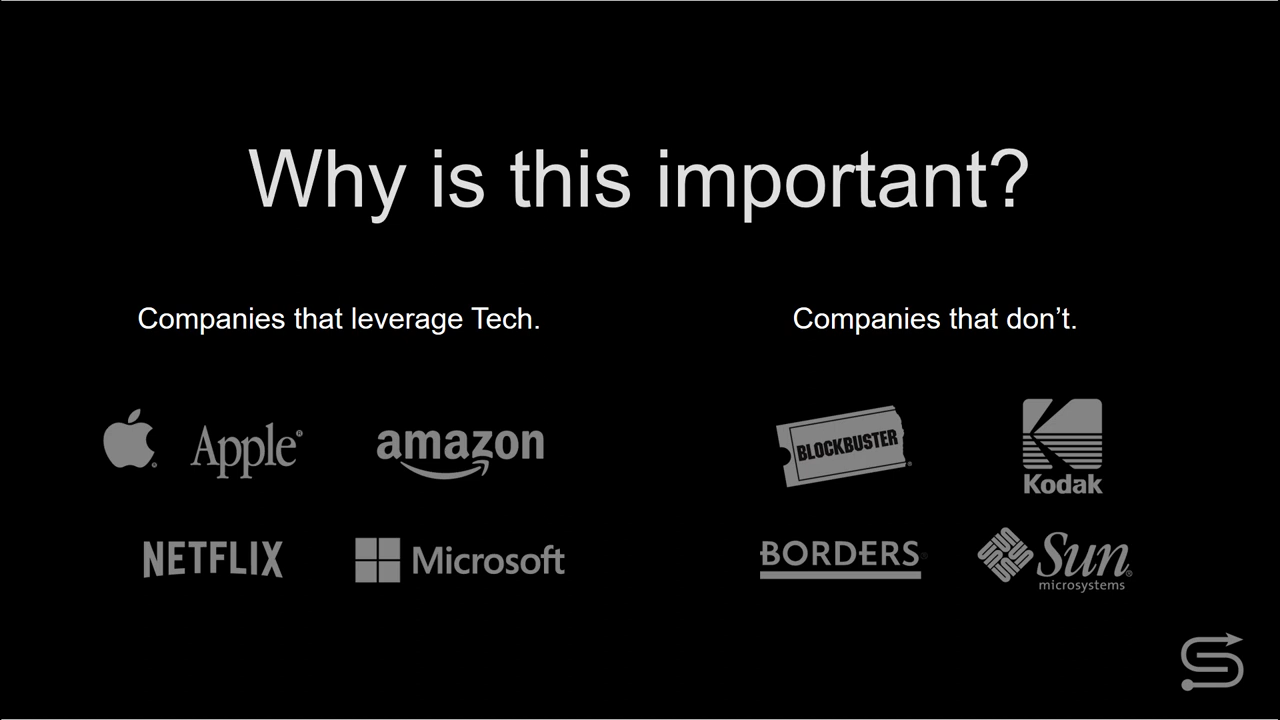 Why is this important?
Companies that leverage Tech.
Apple®
amazon
NETFLIX
Microsoft
Companies that don’t.
BLOCKBUSTER®
Kodak
BORDERS®
Sun®
microsystems